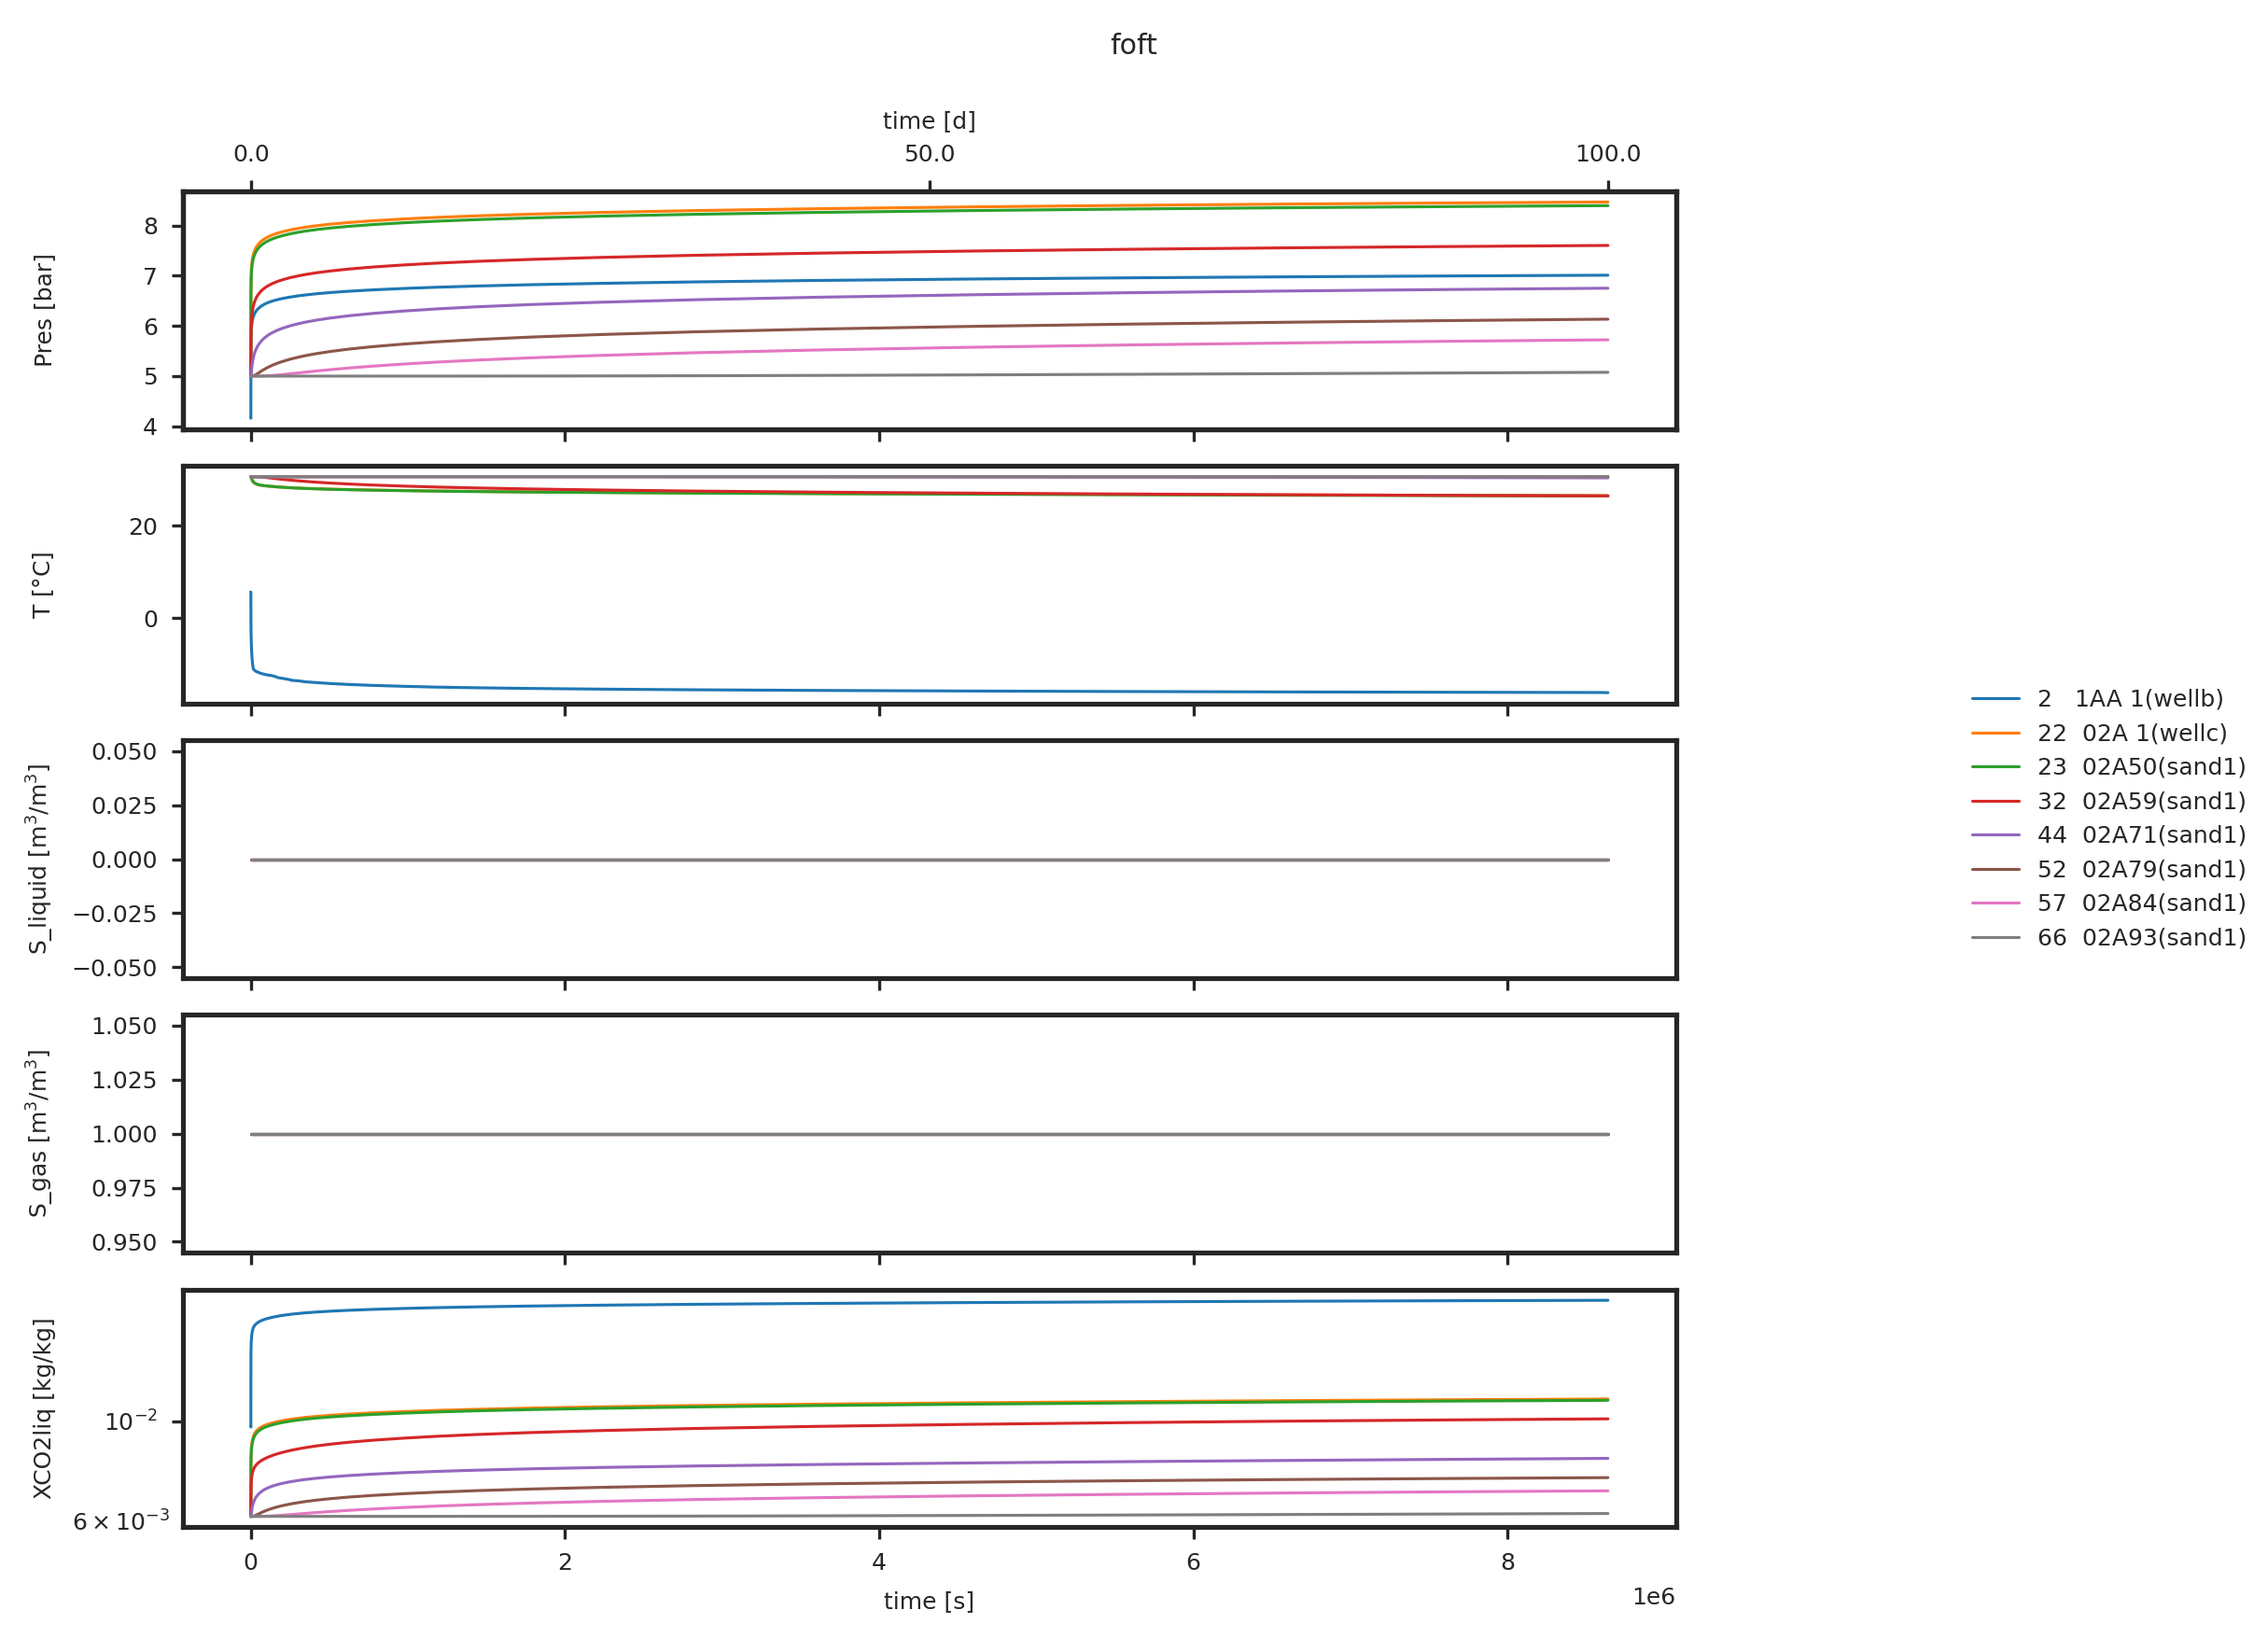 foft
time [d]
0.0 50.0 100.0
Pres [bar]
8
7
6
5
4
T [°C]
20
0
S_liquid [m³/m³]
0.050
0.025
0.000
−0.025
−0.050
S_gas [m³/m³]
1.050
1.025
1.000
0.975
0.950
XCO2liq [kg/kg]
10⁻²
6 × 10⁻³
0 2 4 6 8
time [s]
1e6
2 1AA 1(wellb)
22 02A 1(wellc)
23 02A50(sand1)
32 02A59(sand1)
44 02A71(sand1)
52 02A79(sand1)
57 02A84(sand1)
66 02A93(sand1)